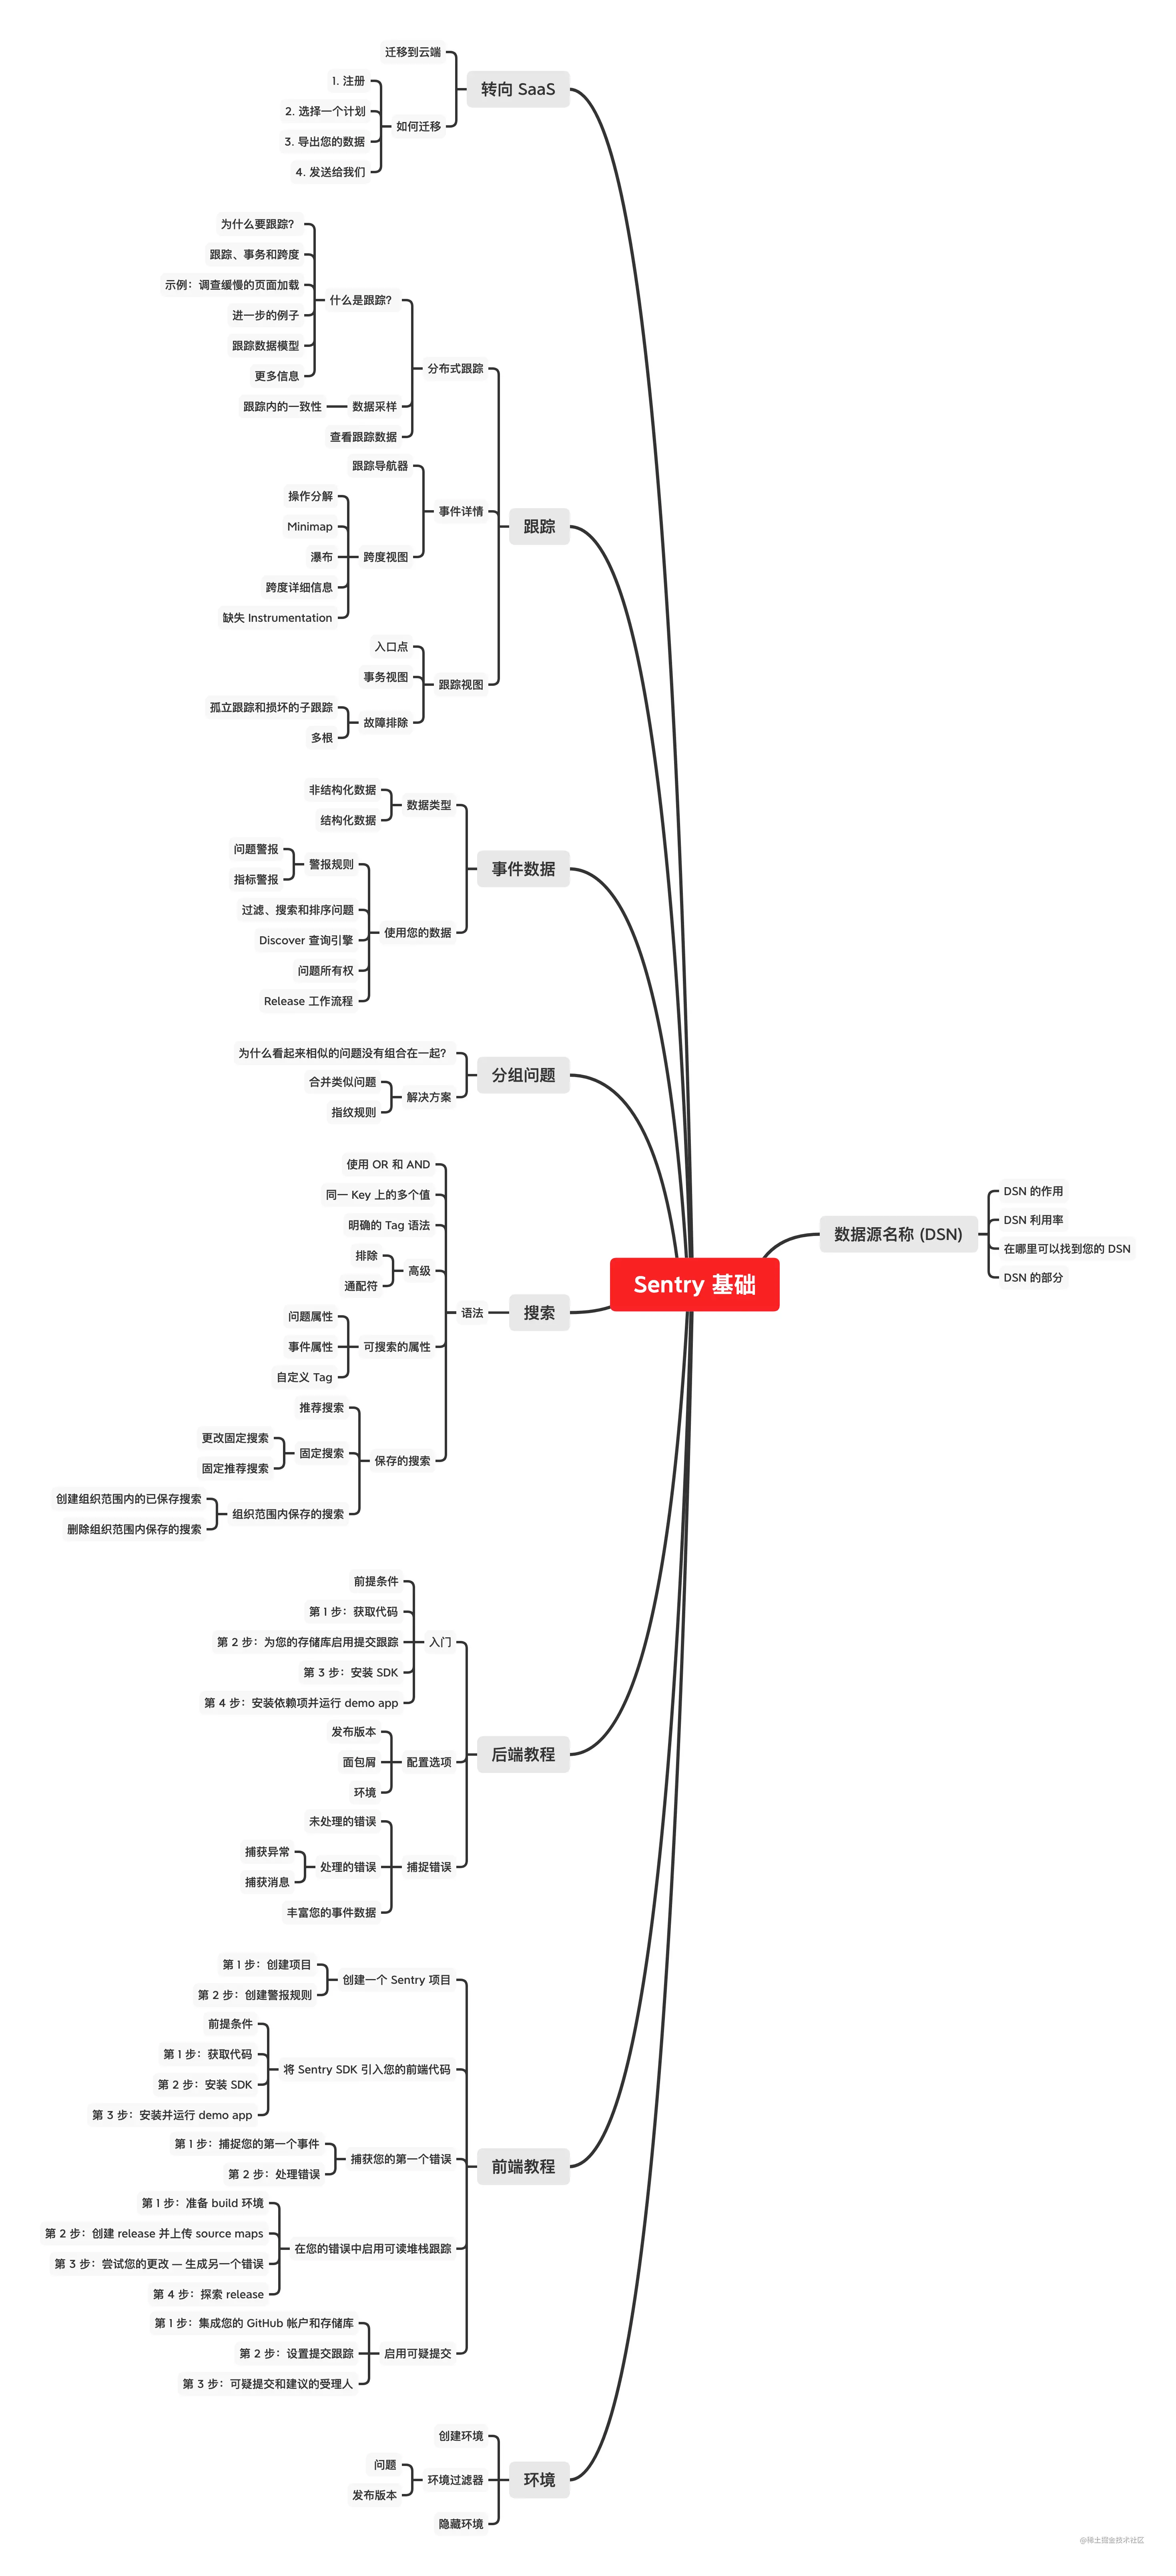 迁移到云端
转向 SaaS
1. 注册
2. 选择一个计划
如何迁移
3. 导出您的数据
4. 发送给我们
为什么要跟踪？
跟踪、事务和跨度
示例：调查缓慢的页面加载
什么是跟踪？
进一步的例子
跟踪数据模型
更多信息
分布式跟踪
跟踪内的一致性
数据采样
查看跟踪数据
跟踪导航器
操作分解
事件详情
Minimap
跟踪
瀑布
跨度视图
跨度详细信息
缺失 Instrumentation
入口点
事务视图
跟踪视图
孤立跟踪和损坏的子跟踪
故障排除
多根
非结构化数据
数据类型
结构化数据
问题警报
警报规则
事件数据
指标警报
过滤、搜索和排序问题
使用您的数据
Discover 查询引擎
问题所有权
Release 工作流程
为什么看起来相似的问题没有组合在一起？
分组问题
合并类似问题
解决方案
指纹规则
使用 OR 和 AND
同一 Key 上的多个值
明确的 Tag 语法
排除
高级
通配符
语法
搜索
问题属性
事件属性
可搜索的属性
自定义 Tag
推荐搜索
更改固定搜索
固定搜索
保存的搜索
固定推荐搜索
创建组织范围内的已保存搜索
组织范围内保存的搜索
删除组织范围内保存的搜索
Sentry 基础
数据源名称 (DSN)
DSN 的作用
DSN 利用率
在哪里可以找到您的 DSN
DSN 的部分
前提条件
第 1 步：获取代码
第 2 步：为您的存储库启用提交跟踪
入门
第 3 步：安装 SDK
第 4 步：安装依赖项并运行 demo app
发布版本
后端教程
面包屑
配置选项
环境
未处理的错误
捕获异常
处理的错误
捕捉错误
捕获消息
丰富您的事件数据
第 1 步：创建项目
创建一个 Sentry 项目
第 2 步：创建警报规则
前提条件
第 1 步：获取代码
将 Sentry SDK 引入您的前端代码
第 2 步：安装 SDK
第 3 步：安装并运行 demo app
第 1 步：捕捉您的第一个事件
捕获您的第一个错误
前端教程
第 2 步：处理错误
第 1 步：准备 build 环境
第 2 步：创建 release 并上传 source maps
在您的错误中启用可读堆栈跟踪
第 3 步：尝试您的更改 — 生成另一个错误
第 4 步：探索 release
第 1 步：集成您的 GitHub 帐户和存储库
第 2 步：设置提交跟踪
启用可疑提交
第 3 步：可疑提交和建议的受理人
创建环境
问题
环境过滤器
环境
发布版本
隐藏环境
@稀土掘金技术社区